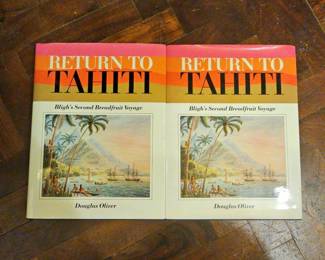 RETURN TO
TAHITI
Bligh's Second Breadfruit Voyage
Douglas Oliver
RETURN TO
TAHITI
Bligh's Second Breadfruit Voyage
Douglas Oliver